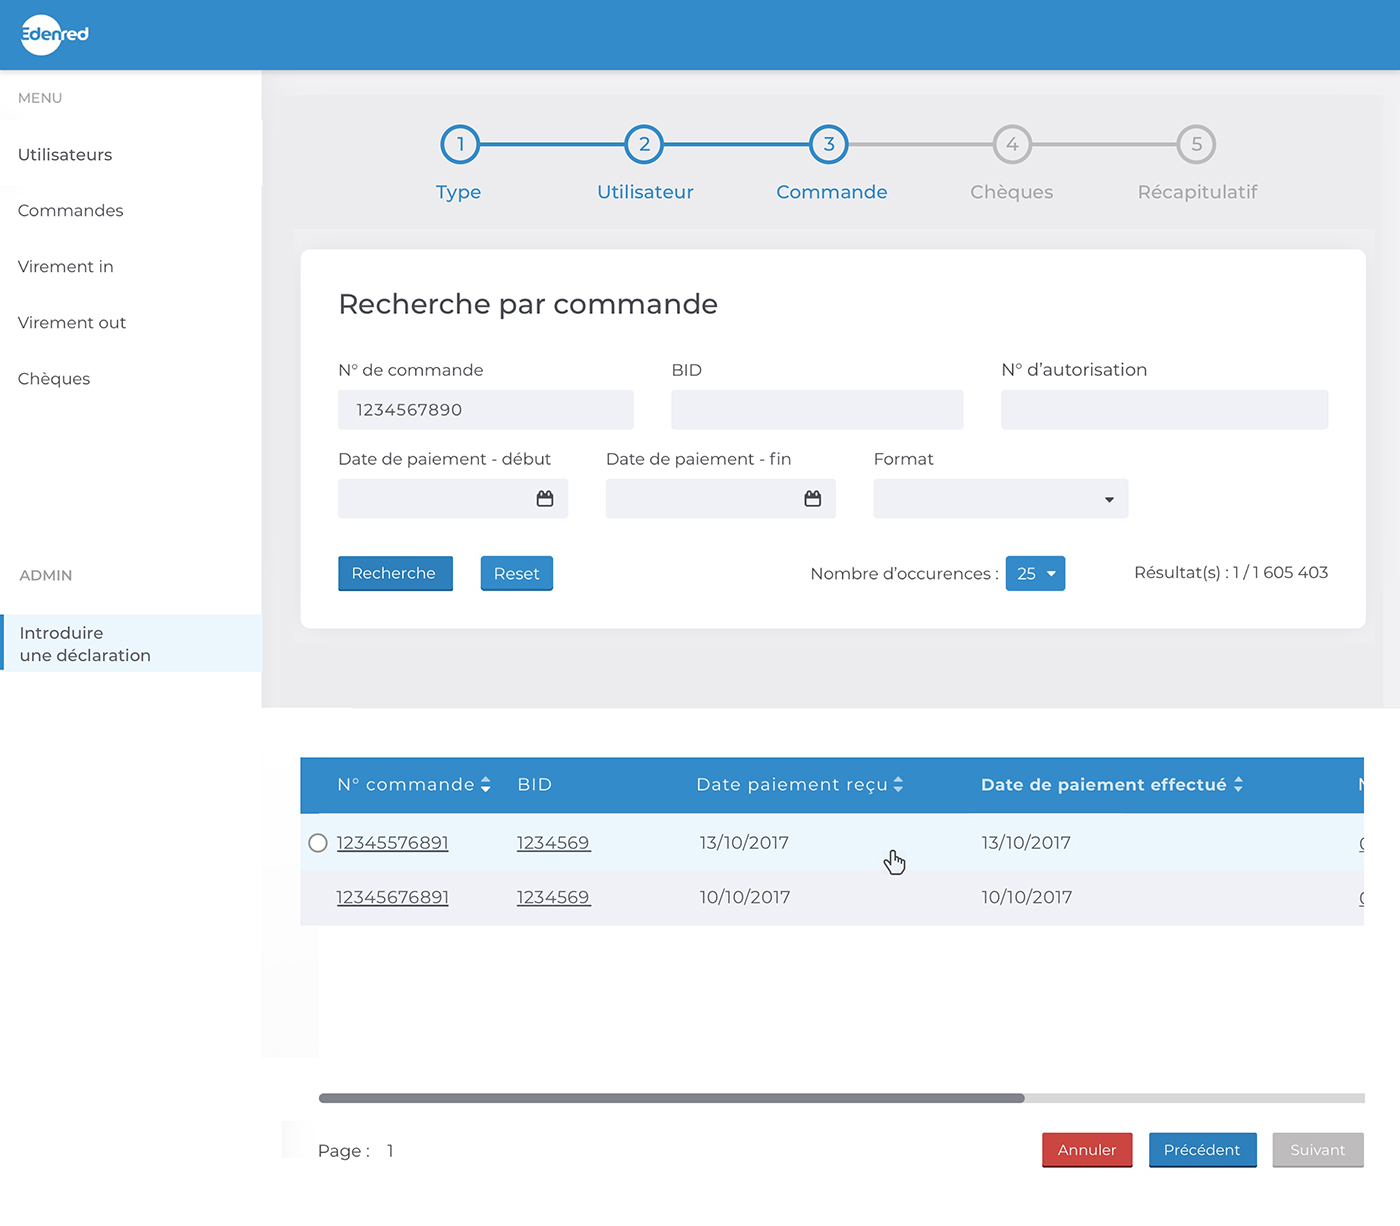 Edenred
MENU
Utilisateurs
Commandes
Virement in
Virement out
Chèques
ADMIN
Introduire
une déclaration
1 2 3 4 5
Type Utilisateur Commande Chèques Récapitulatif
Recherche par commande
N° de commande BID N° d’autorisation
1234567890
Date de paiement - début Date de paiement - fin Format
Recherche Reset Nombre d’occurences : 25 Résultat(s) : 1 / 1 605 403
N° commande BID Date paiement reçu Date de paiement effectué
12345576891 1234569 13/10/2017 13/10/2017
12345676891 1234569 10/10/2017 10/10/2017
Page : 1 Annuler Précédent Suivant